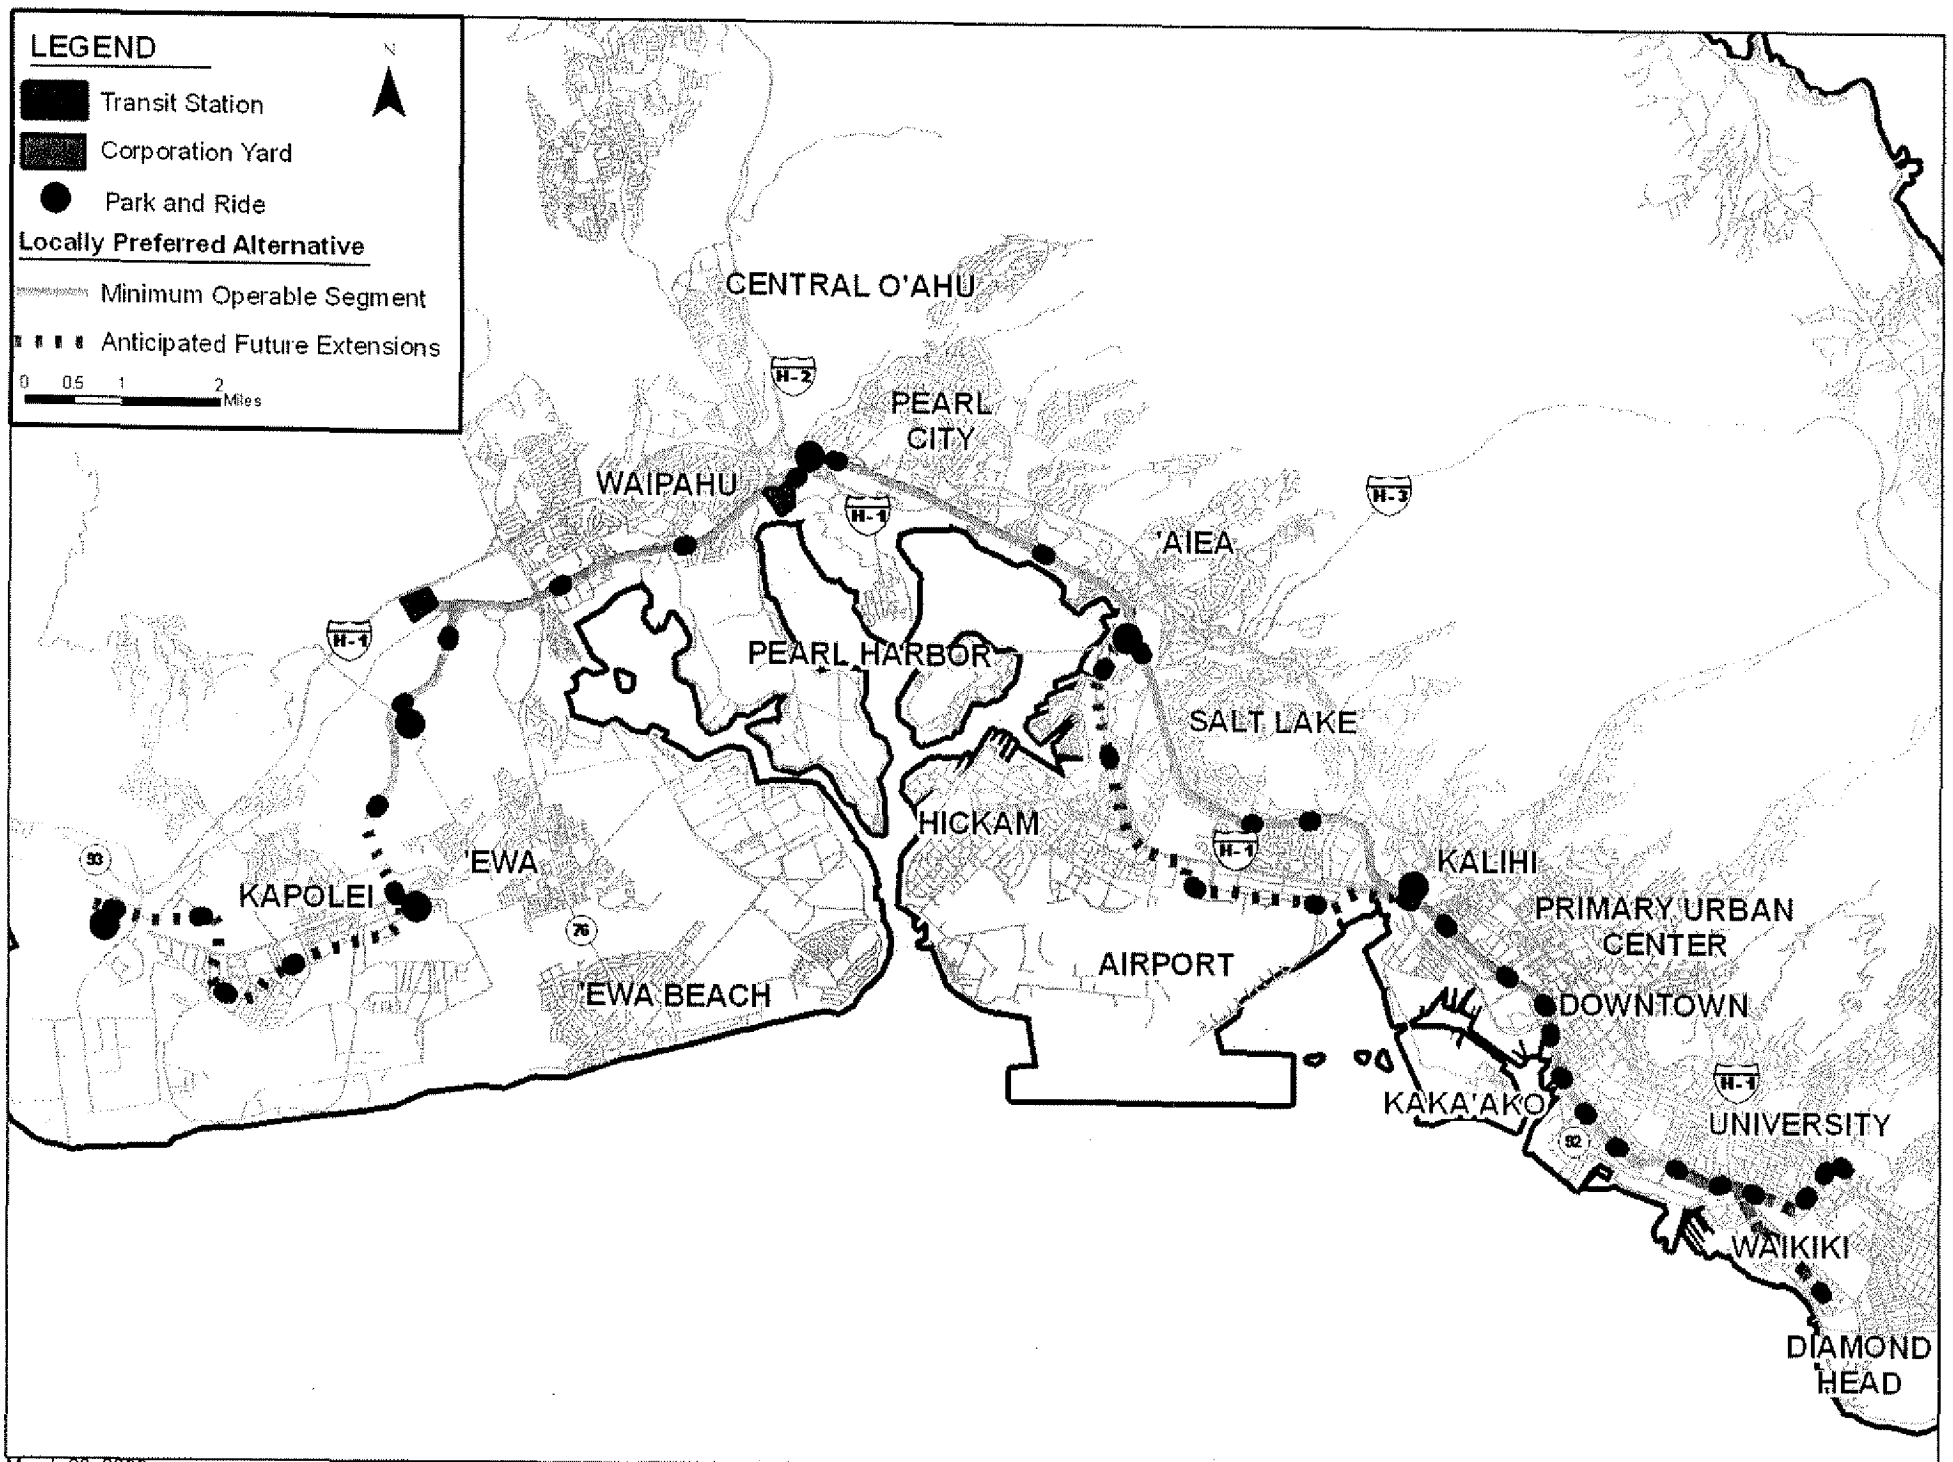 LEGEND
N
Transit Station
Corporation Yard
Park and Ride
Locally Preferred Alternative
Minimum Operable Segment
Anticipated Future Extensions
0 0.5 1 2
Miles
CENTRAL O'AHU
H-2
PEARL
CITY
WAIPAHU
H-1
H-3
'AIEA
H-1
PEARL HARBOR
SALT LAKE
HICKAM
H-1
93
'EWA
KAPOLEI
KALIHI
PRIMARY URBAN
CENTER
76
AIRPORT
'EWA BEACH
DOWNTOWN
H-1
KAKA'AKO
92
UNIVERSITY
WAIKIKI
DIAMOND
HEAD